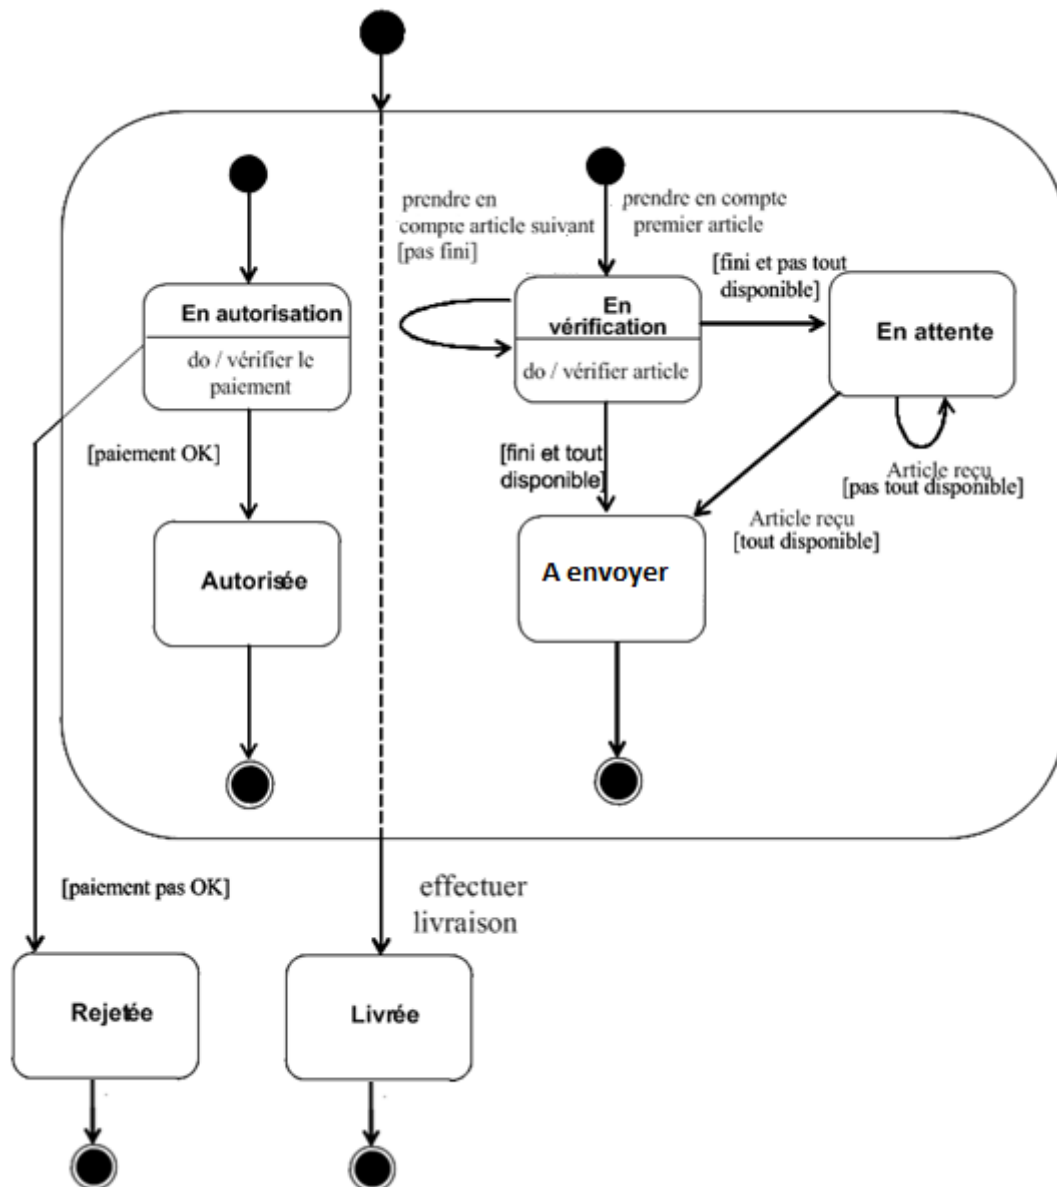 prendre en
compte article suivant
[pas fini]
prendre en compte
premier article
[fini et pas tout
disponible]
En autorisation
do / vérifier le
paiement
En
vérification
do / vérifier article
En attente
[paiement OK]
[fini et tout
disponible]
Article reçu
[pas tout disponible]
Article reçu
[tout disponible]
Autorisée
A envoyer
[paiement pas OK]
effectuer
livraison
Rejetée
Livrée